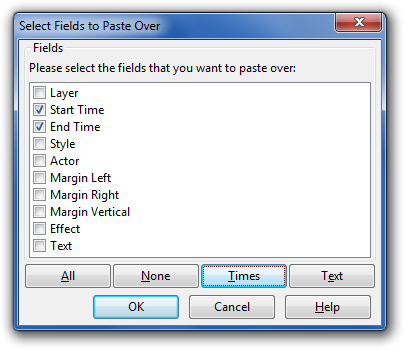 Select Fields to Paste Over
Fields
Please select the fields that you want to paste over:
Layer
Start Time
End Time
Style
Actor
Margin Left
Margin Right
Margin Vertical
Effect
Text
All None Times Text
OK Cancel Help